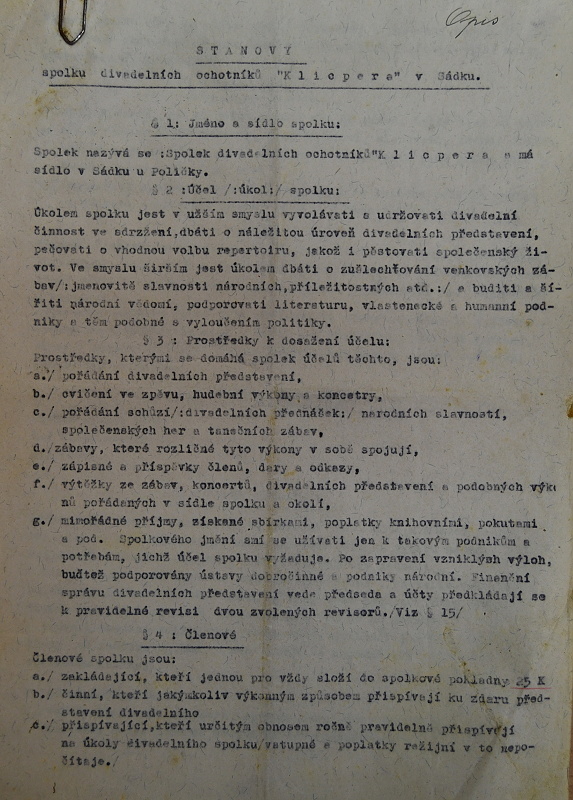 Opis
S T A N O V Y
spolku divadelních ochotníků "K l i c p e r a" v Sádku.
§ 1: Jméno a sídlo spolku:
Spolek nazývá se :Spolek divadelních ochotníků"K l i c p e r a a má
sídlo v Sádku u Poličky.
§ 2 :Účel /:úkol:/ spolku:
Úkolem spolku jest v užším smyslu vyvolávati a udržovati divadelní
činnost ve sdržení,dbáti o náležitou úroveň divadelních představení,
pečovati o vhodnou volbu repertoiru, jakož i pěstovati společenský ži-
vot. Ve smyslu širším jest úkolem dbáti o zušlechťování venkovských zá-
bav/:jmenovitě slavností národních,příležitostných atd.:/ a buditi a ší-
řiti národní vědomí, podporovati literaturu, vlastenecké a humanní pod-
niky a těm podobné s vyloučením politiky.
§ 3 : Prostředky k dosažení účelu:
Prostředky, kterými se domáhá spolek účelů těchto, jsou:
a./ pořádání divadelních představení,
b./ cvičení ve zpěvu, hudební výkony a koncetry,
c./ pořádání schůzí/:divadelních přednášek:/ narodních slavností,
společenských her a tanečních zábav,
d./zábavy, které rozličné tyto výkony v sobě spojují,
e./ zápisné a příspěvky členů, dary a odkazy,
f./ výtěžky ze zábav, koncertů, divadelních představení a podobných výko
nů pořádaných v sídle spolku a okolí,
g./ mimořádné příjmy, získané sbírkami, poplatky knihovními, pokutami
a pod. Spolkového jmění smí se užívati jen k takovým podnikům a
potřebám, jichž účel spolku vyžaduje. Po zapravení vzniklých výloh,
buďtež podporovány ústavy dobročinné a podniky národní. Finanční
správu divadelních představení vede předseda a účty předkládají se
k pravidelné revisi dvou zvolených revisorů./Viz § 15/
§ 4 : Členové
Členové spolku jsou:
a./ zakládající, kteří jednou pro vždy složí do spolkové pokladny 25 K
b./ činní, kteří jakýmkoliv výkonným způsobem přispívají ku zdaru před-
stavení divadelního
c./ přispívající,kteří určitým obnosem ročně pravidelně přispívají
na úkoly divadelního spolku/vstupné a poplatky režijní v to nepo-
čítaje./